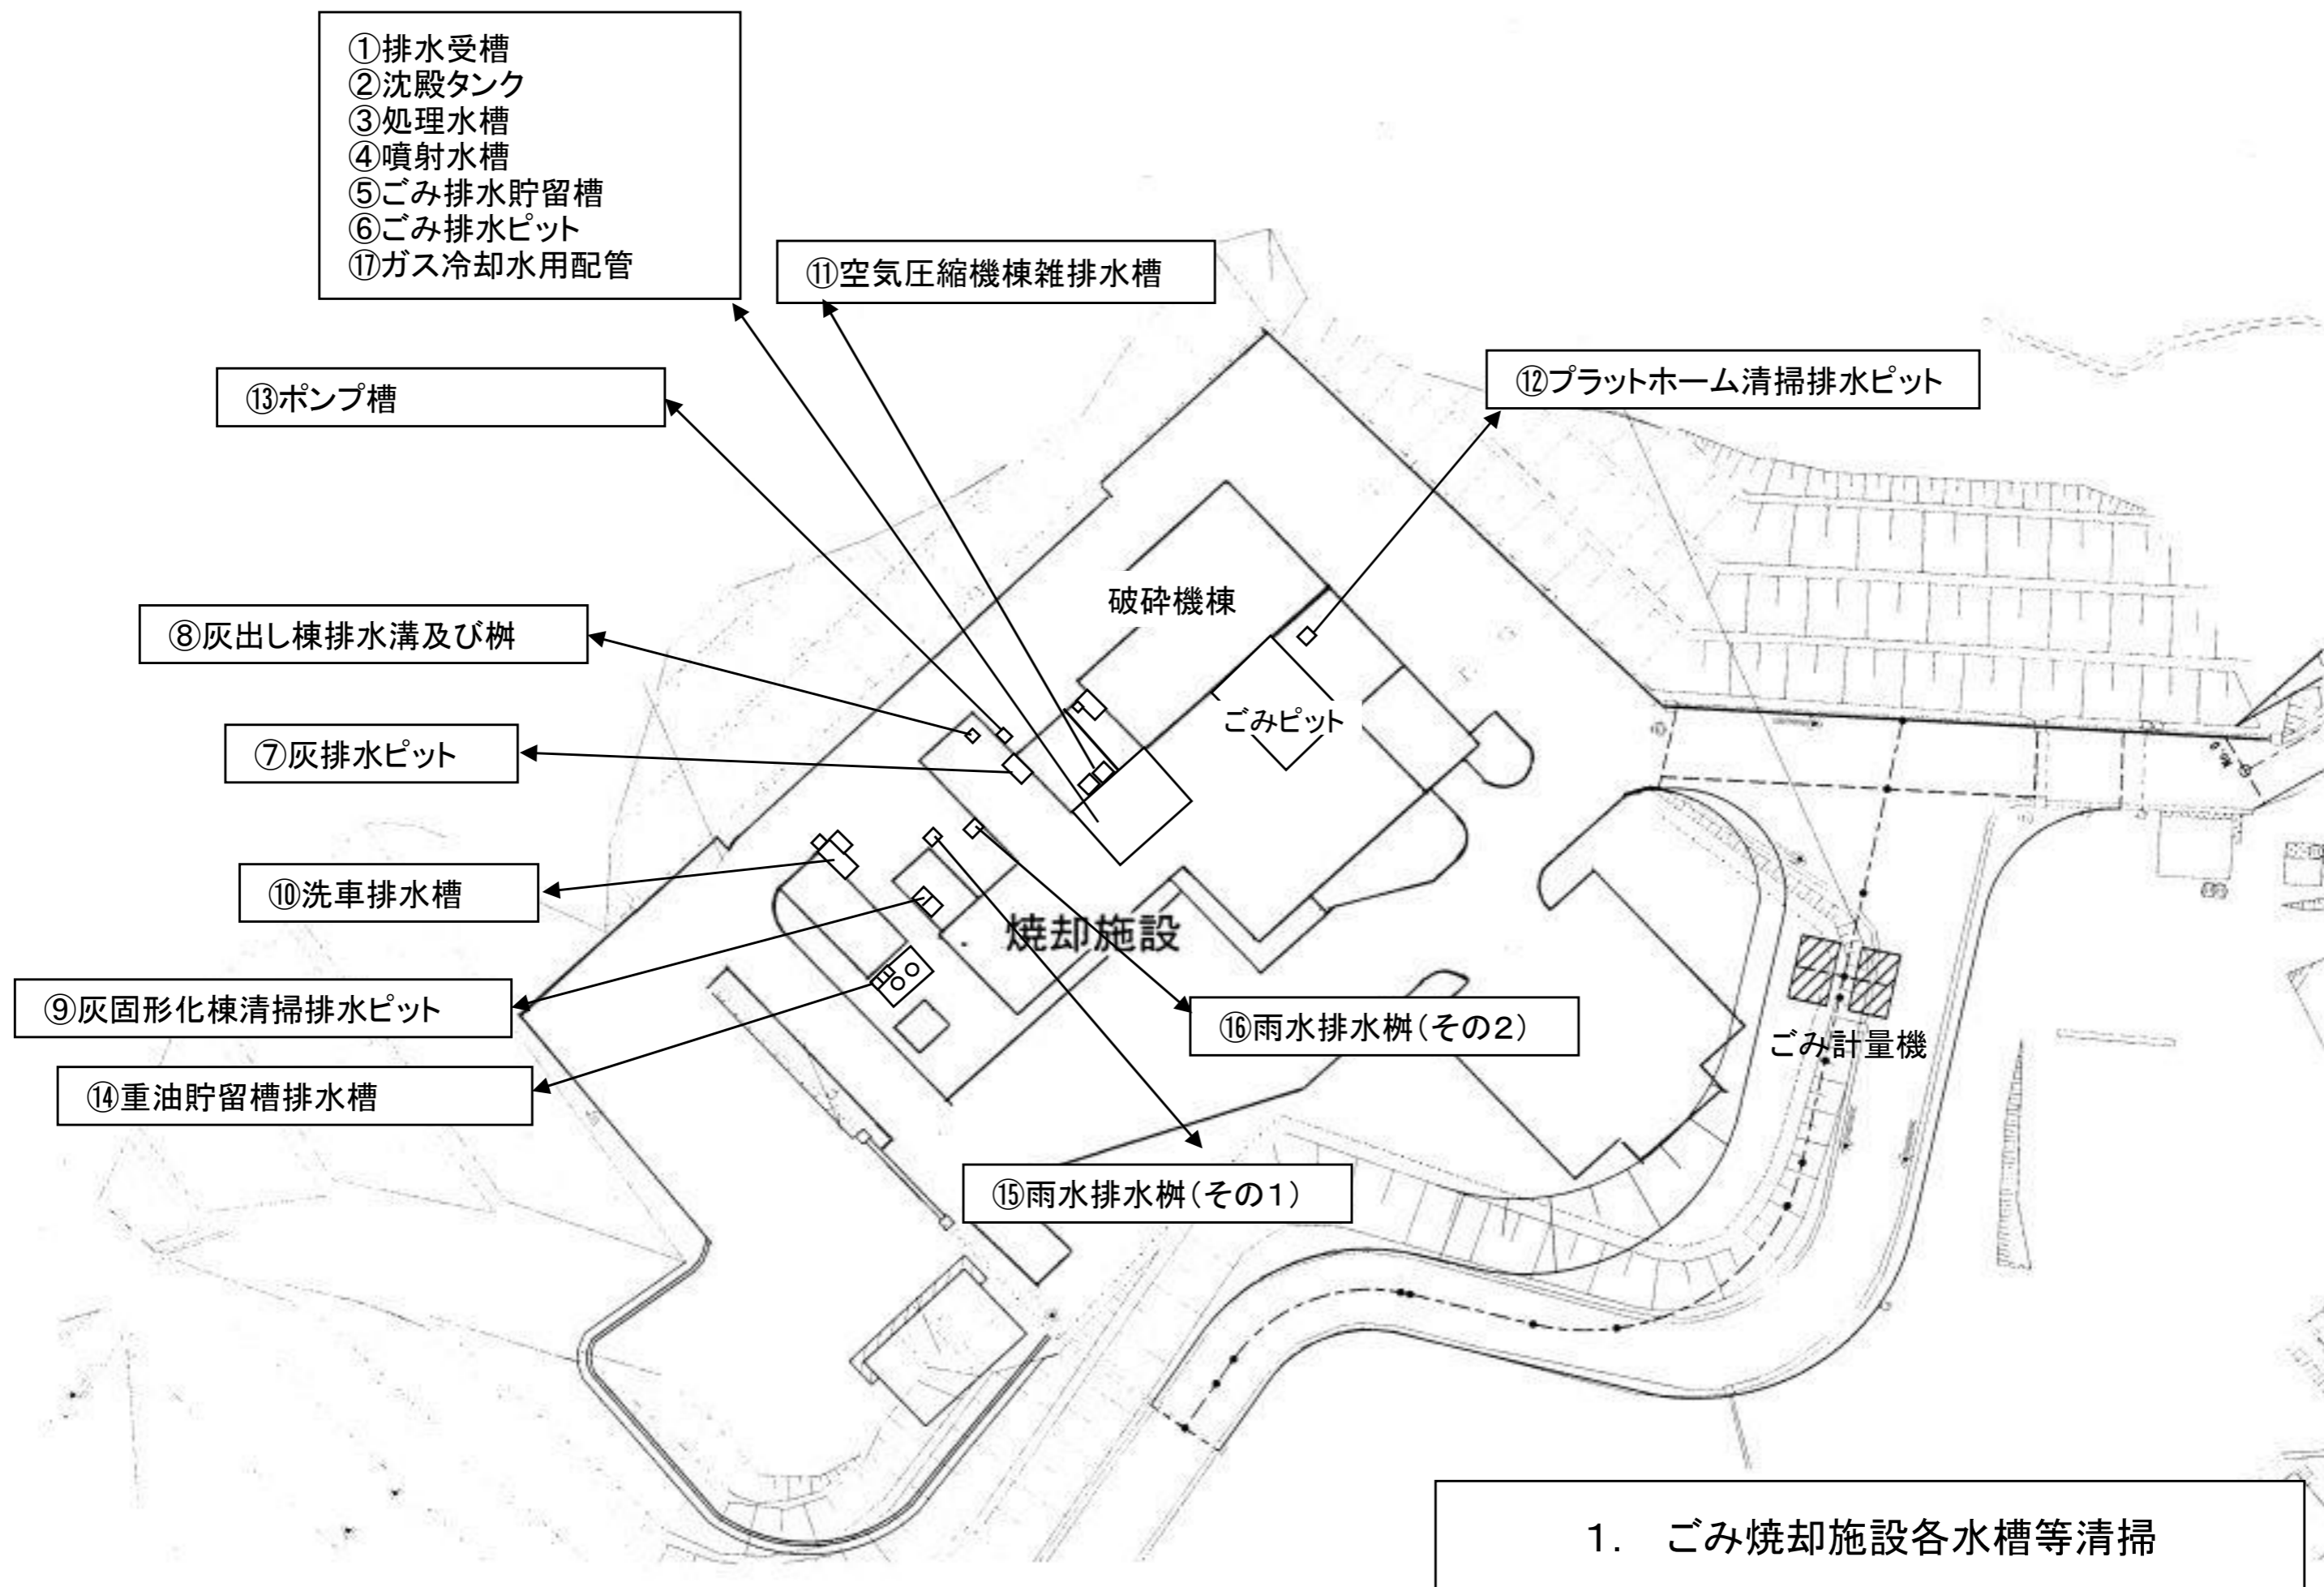 ①排水受槽
②沈殿タンク
③処理水槽
④噴射水槽
⑤ごみ排水貯留槽
⑥ごみ排水ピット
⑰ガス冷却水用配管
⑪空気圧縮機棟雑排水槽
⑫プラットホーム清掃排水ピット
⑬ポンプ槽
破砕機棟
⑧灰出し棟排水溝及び桝
ごみピット
⑦灰排水ピット
⑩洗車排水槽
焼却施設
⑨灰固形化棟清掃排水ピット
⑯雨水排水桝(その2)
ごみ計量機
⑭重油貯留槽排水槽
⑮雨水排水桝(その1)
1. ごみ焼却施設各水槽等清掃